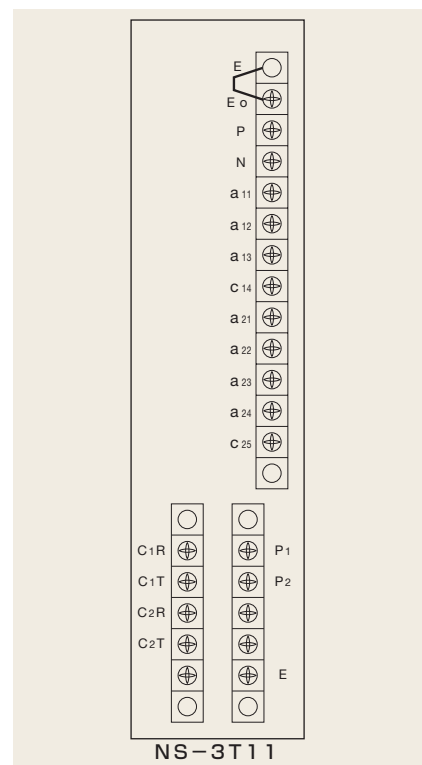 E
Eo
P
N
a11
a12
a13
c14
a21
a22
a23
a24
c25
C1R P1
C1T P2
C2R
C2T
E
NS-3T11